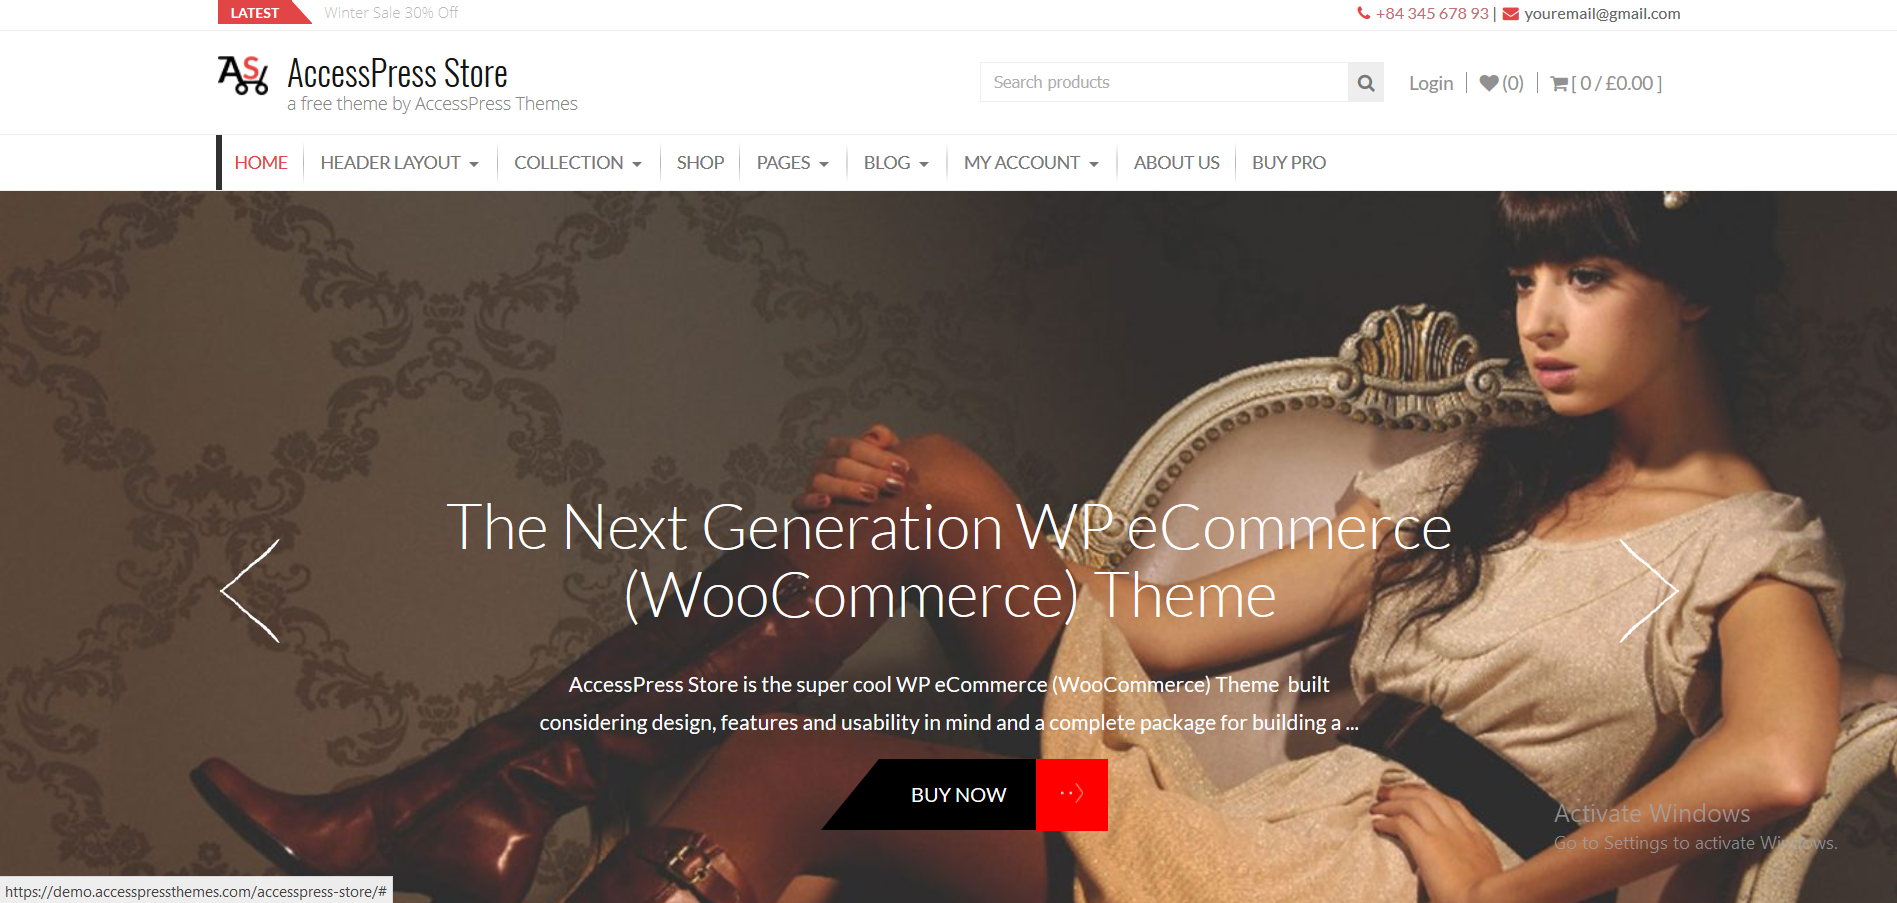 LATEST Winter Sale 30% Off +84 345 678 93 | youremail@gmail.com
AS AccessPress Store
a free theme by AccessPress Themes
Search products Login (0) [ 0 / £0.00 ]
HOME HEADER LAYOUT COLLECTION SHOP PAGES BLOG MY ACCOUNT ABOUT US BUY PRO
The Next Generation WP eCommerce
(WooCommerce) Theme
AccessPress Store is the super cool WP eCommerce (WooCommerce) Theme built
considering design, features and usability in mind and a complete package for building a ...
BUY NOW
Activate Windows
Go to Settings to activate Windows.
https://demo.accesspressthemes.com/accesspress-store/#